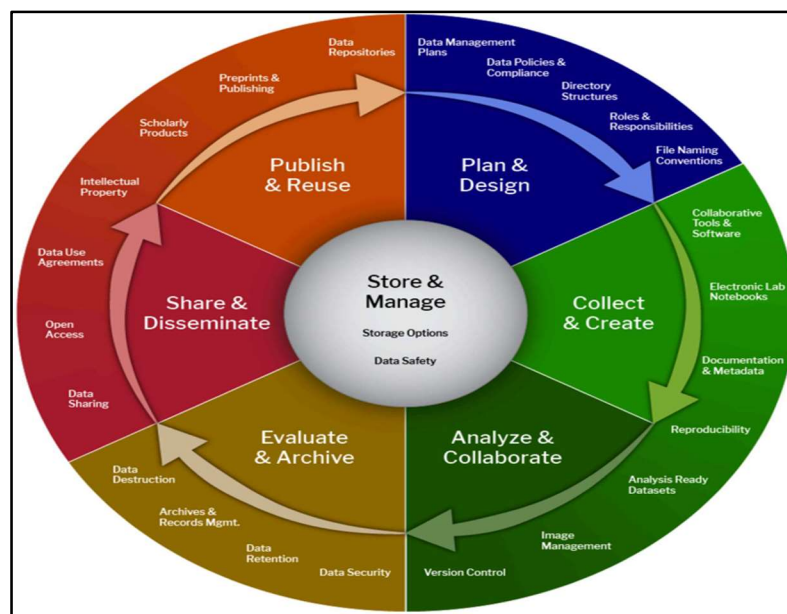 Data
Repositories
Preprints &
Publishing
Scholarly
Products
Intellectual
Property
Publish
& Reuse
Data Management
Plans
Data Policies &
Compliance
Directory
Structures
Roles &
Responsibilities
File Naming
Conventions
Plan &
Design
Collaborative
Tools &
Software
Electronic Lab
Notebooks
Documentation
& Metadata
Collect
& Create
Reproducibility
Analysis Ready
Datasets
Image
Management
Version Control
Analyze &
Collaborate
Data Security
Data
Retention
Archives &
Records Mgmt.
Data
Destruction
Evaluate
& Archive
Data
Sharing
Open
Access
Data Use
Agreements
Share &
Disseminate
Store &
Manage
Storage Options
Data Safety